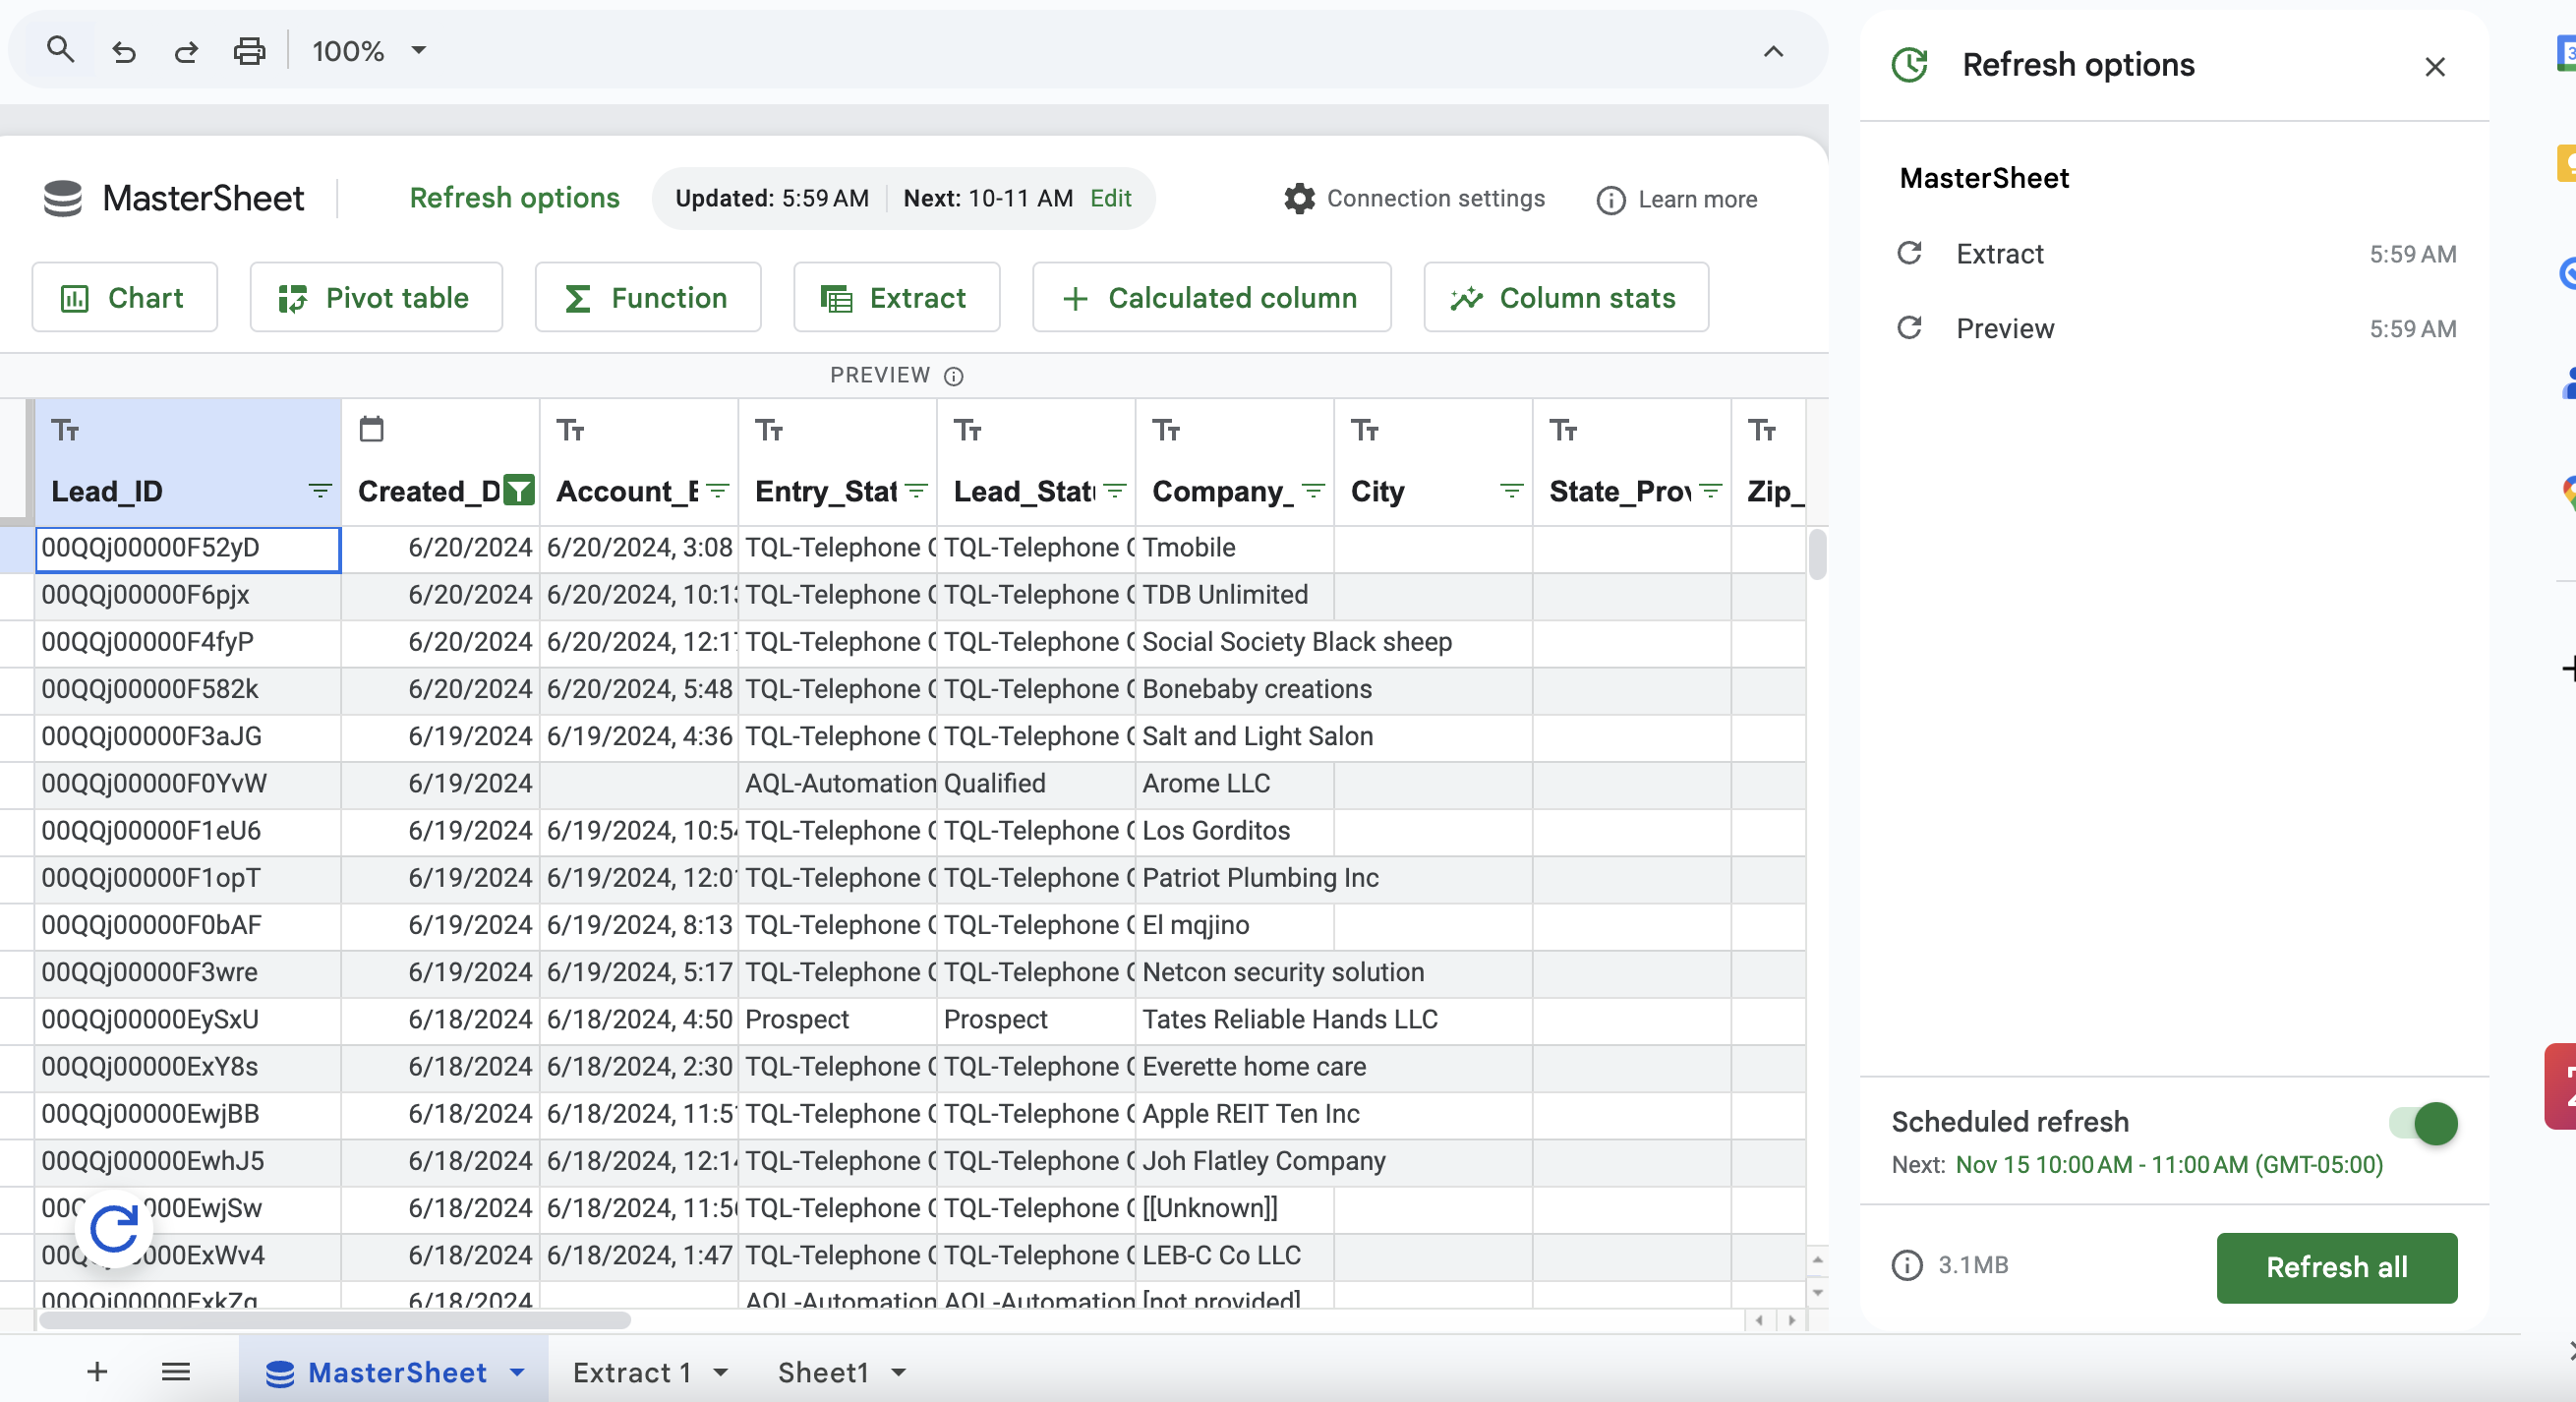 100%
Refresh options
MasterSheet
Refresh options
Updated: 5:59 AM
Next: 10-11 AM Edit
Connection settings
Learn more
MasterSheet
Extract 5:59 AM
Preview 5:59 AM
Chart
Pivot table
Function
Extract
Calculated column
Column stats
PREVIEW
Lead_ID Created_D Account_E Entry_Stat Lead_Statu Company_ City State_Prov Zip_
00QQj00000F52yD 6/20/2024 6/20/2024, 3:08 TQL-Telephone TQL-Telephone Tmobile
00QQj00000F6pjx 6/20/2024 6/20/2024, 10:13 TQL-Telephone TQL-Telephone TDB Unlimited
00QQj00000F4fyP 6/20/2024 6/20/2024, 12:17 TQL-Telephone TQL-Telephone Social Society Black sheep
00QQj00000F582k 6/20/2024 6/20/2024, 5:48 TQL-Telephone TQL-Telephone Bonebaby creations
00QQj00000F3aJG 6/19/2024 6/19/2024, 4:36 TQL-Telephone TQL-Telephone Salt and Light Salon
00QQj00000F0YvW 6/19/2024 AQL-Automation Qualified Arome LLC
00QQj00000F1eU6 6/19/2024 6/19/2024, 10:54 TQL-Telephone TQL-Telephone Los Gorditos
00QQj00000F1opT 6/19/2024 6/19/2024, 12:01 TQL-Telephone TQL-Telephone Patriot Plumbing Inc
00QQj00000F0bAF 6/19/2024 6/19/2024, 8:13 TQL-Telephone TQL-Telephone El mqjino
00QQj00000F3wre 6/19/2024 6/19/2024, 5:17 TQL-Telephone TQL-Telephone Netcon security solution
00QQj00000EySxU 6/18/2024 6/18/2024, 4:50 Prospect Prospect Tates Reliable Hands LLC
00QQj00000ExY8s 6/18/2024 6/18/2024, 2:30 TQL-Telephone TQL-Telephone Everette home care
00QQj00000EwjBB 6/18/2024 6/18/2024, 11:51 TQL-Telephone TQL-Telephone Apple REIT Ten Inc
00QQj00000EwhJ5 6/18/2024 6/18/2024, 12:14 TQL-Telephone TQL-Telephone Joh Flatley Company
000EwjSw 6/18/2024 6/18/2024, 11:56 TQL-Telephone TQL-Telephone [[Unknown]]
000ExWv4 6/18/2024 6/18/2024, 1:47 TQL-Telephone TQL-Telephone LEB-C Co LLC
00QQj00000ExkZq 6/18/2024 AQL-Automation AQL-Automation [not provided]
Scheduled refresh
Next: Nov 15 10:00 AM - 11:00 AM (GMT-05:00)
3.1MB
Refresh all
MasterSheet
Extract 1
Sheet1